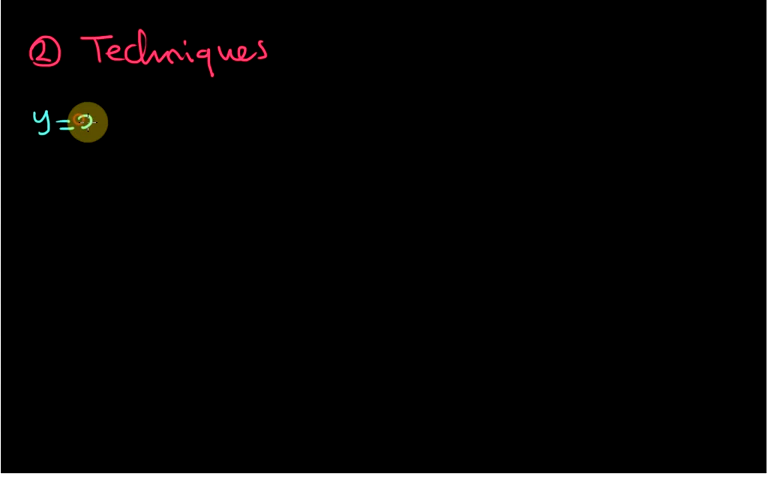 ② Techniques
y =